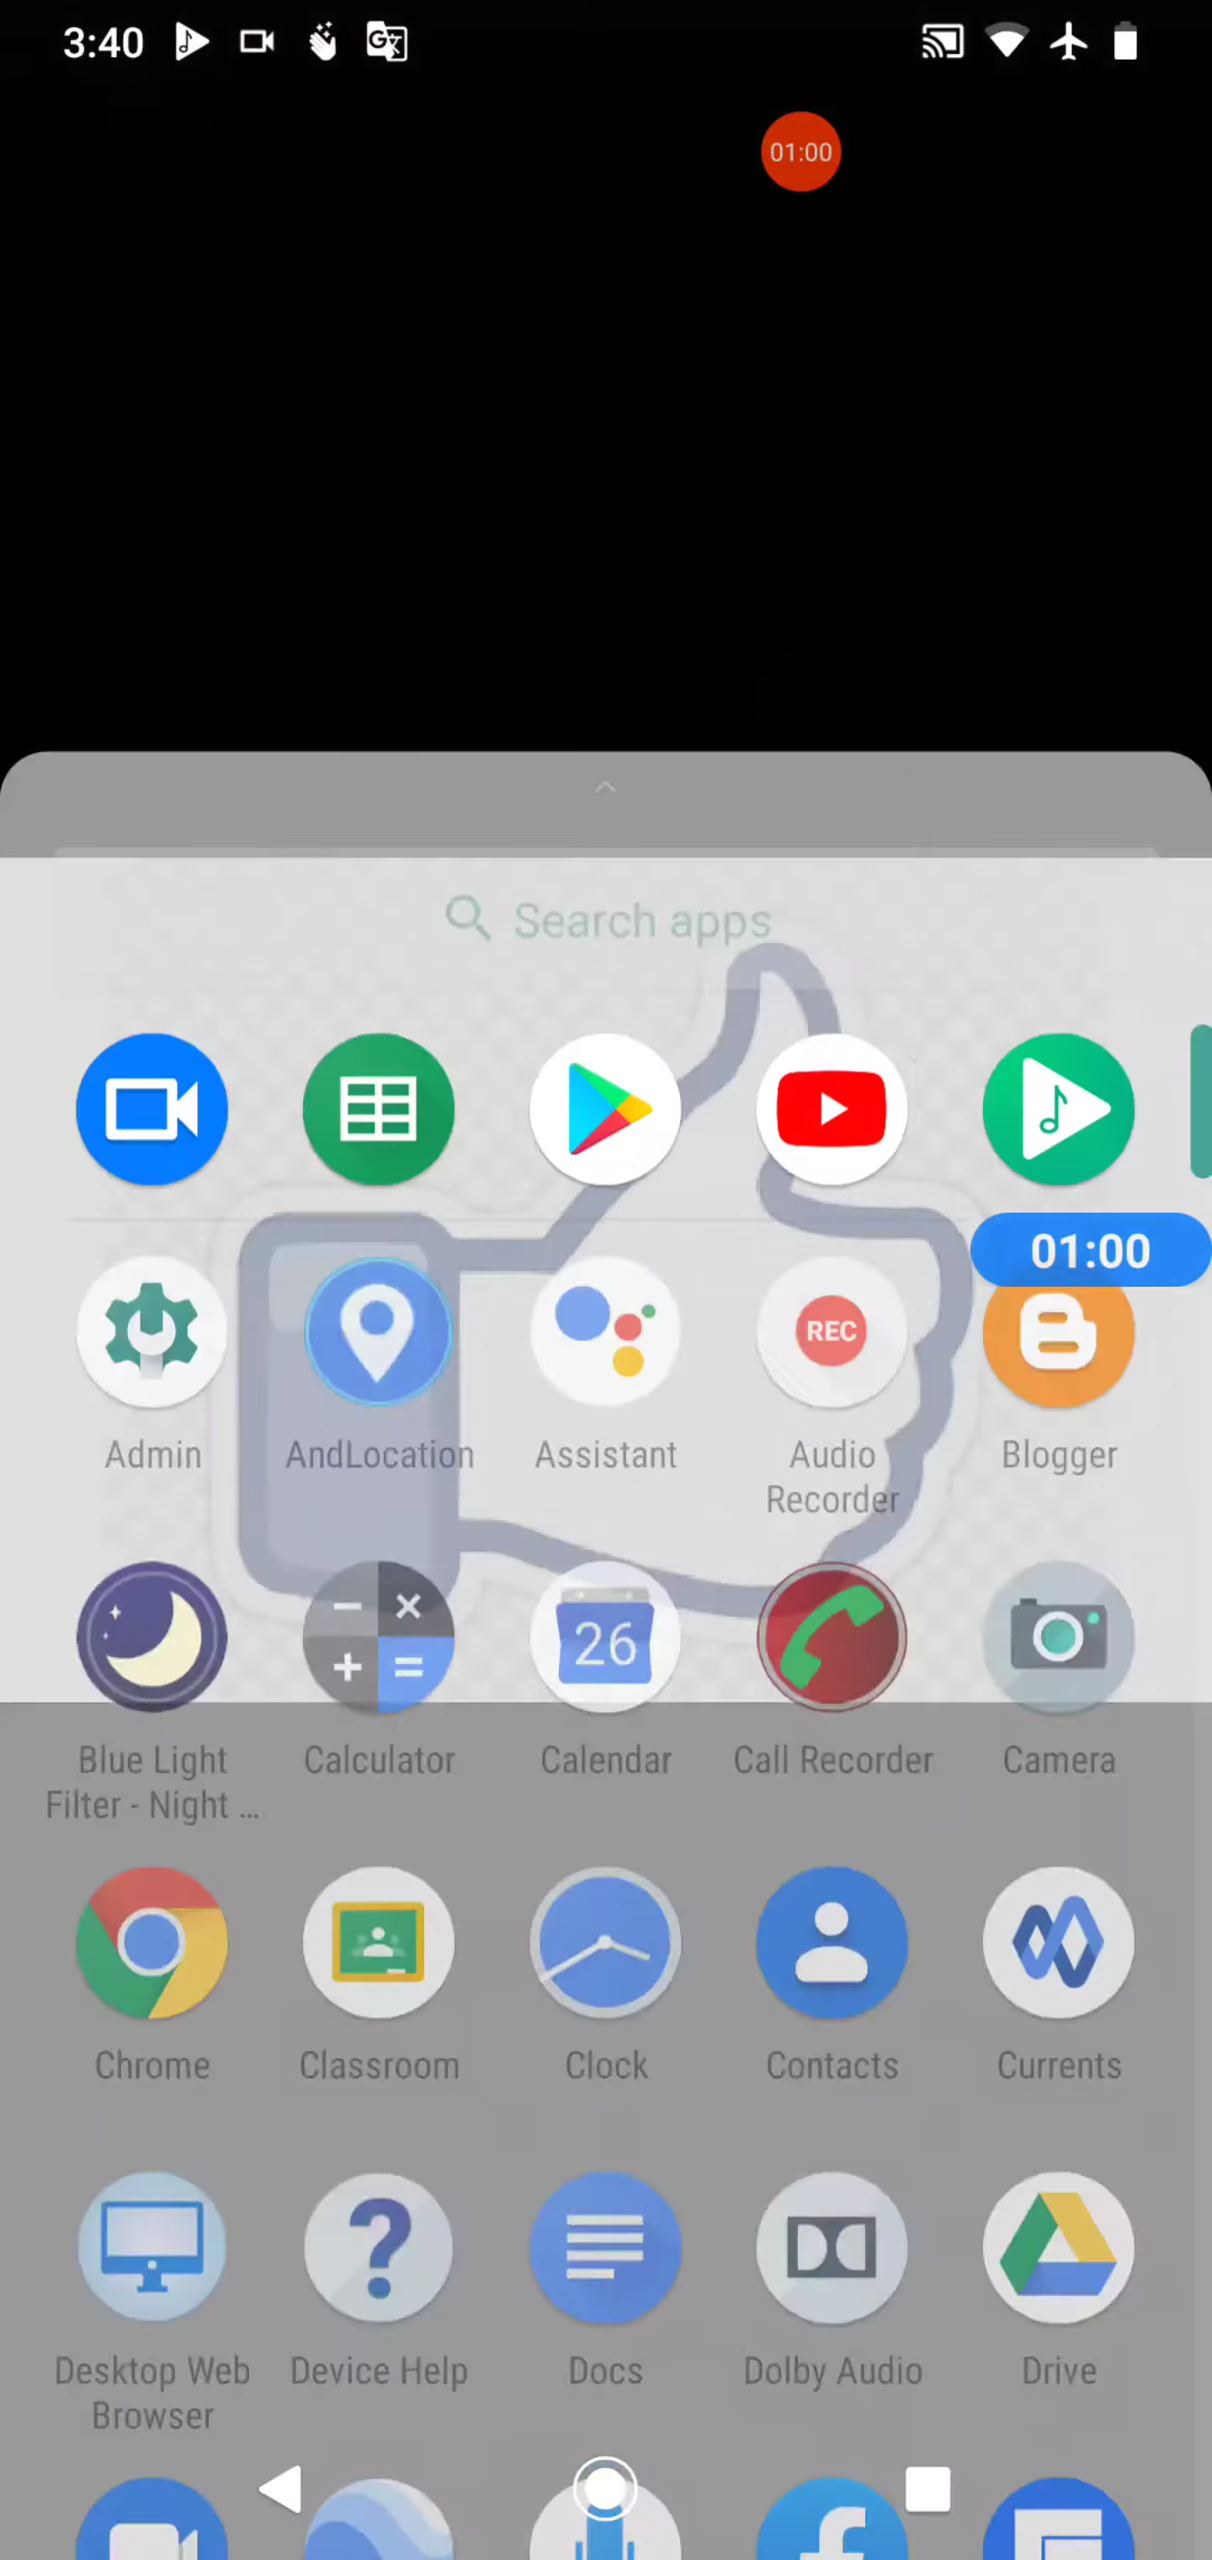 3:40
01:00
Search apps
01:00
REC
Admin
AndLocation
Assistant
Audio
Recorder
Blogger
26
Blue Light
Filter - Night ...
Calculator
Calendar
Call Recorder
Camera
Chrome
Classroom
Clock
Contacts
Currents
Desktop Web
Browser
Device Help
Docs
Dolby Audio
Drive